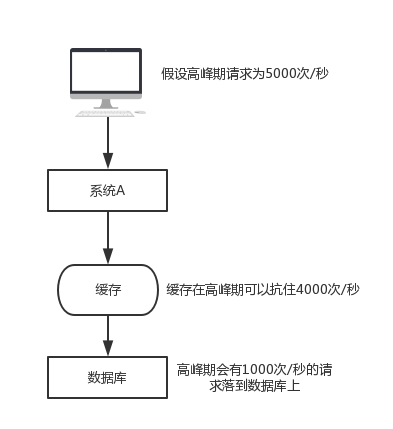 假设高峰期请求为5000次/秒
系统A
缓存
缓存在高峰期可以抗住4000次/秒
数据库
高峰期会有1000次/秒的请
求落到数据库上